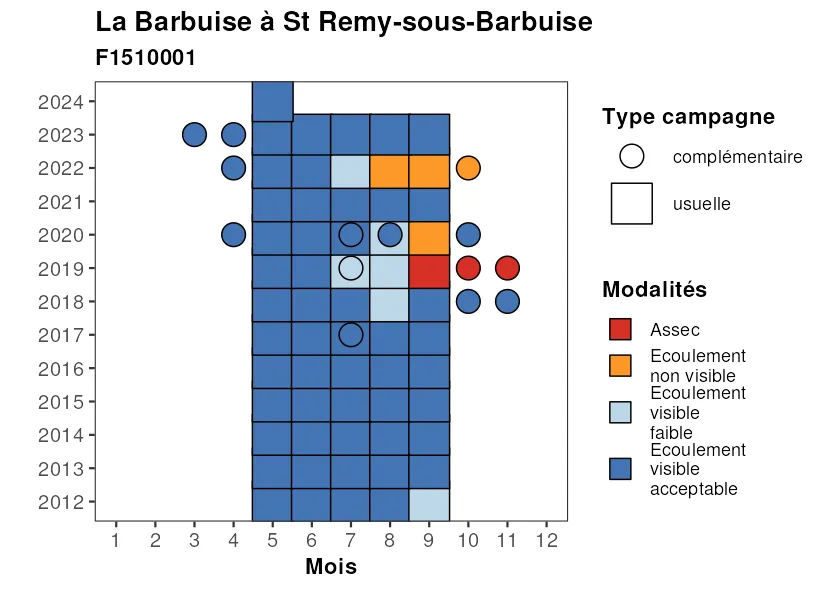 La Barbuise à St Remy-sous-Barbuise
F1510001
2024
2023
2022
2021
2020
2019
2018
2017
2016
2015
2014
2013
2012
1 2 3 4 5 6 7 8 9 10 11 12
Mois
Type campagne
complémentaire
usuelle
Modalités
Assec
Ecoulement
non visible
Ecoulement
visible
faible
Ecoulement
visible
acceptable